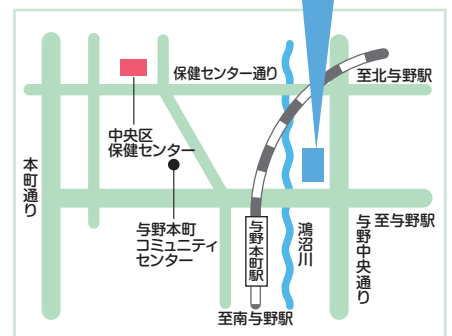 保健センター通り
至北与野駅
中央区
保健センター
本町通り
与野本町
コミュニティ
センター
与野本町駅
鴻沼川
与野中央通り
至与野駅
至南与野駅